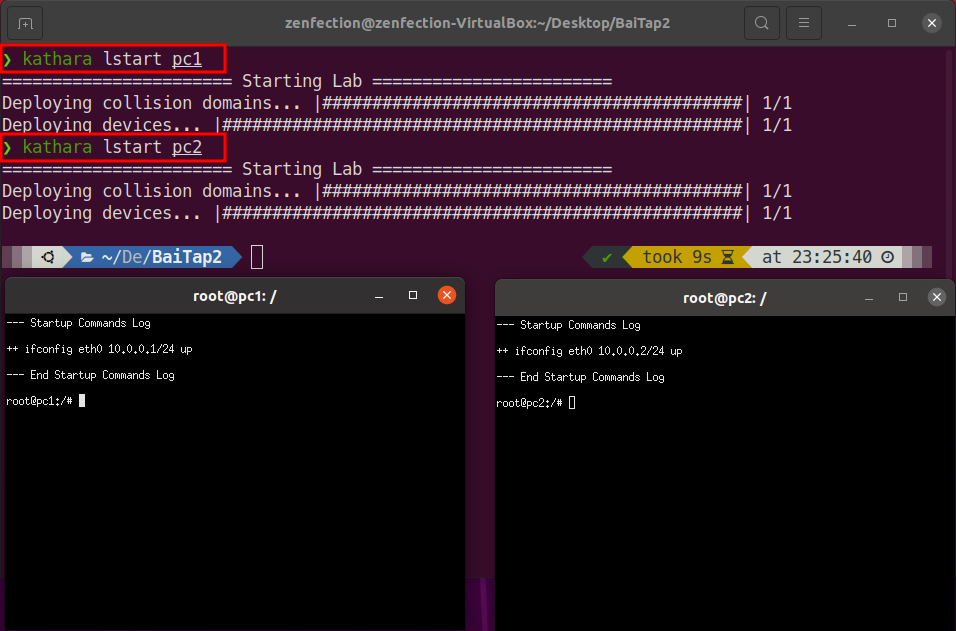 zenfection@zenfection-VirtualBox:~/Desktop/BaiTap2
❯ kathara lstart pc1
======================= Starting Lab ========================
Deploying collision domains... |##########################################| 1/1
Deploying devices... |####################################################| 1/1
❯ kathara lstart pc2
======================= Starting Lab ========================
Deploying collision domains... |##########################################| 1/1
Deploying devices... |####################################################| 1/1
~/De/BaiTap2 ✔ took 9s at 23:25:40
root@pc1: /
--- Startup Commands Log
++ ifconfig eth0 10.0.0.1/24 up
--- End Startup Commands Log
root@pc1:/#
root@pc2: /
--- Startup Commands Log
++ ifconfig eth0 10.0.0.2/24 up
--- End Startup Commands Log
root@pc2:/#